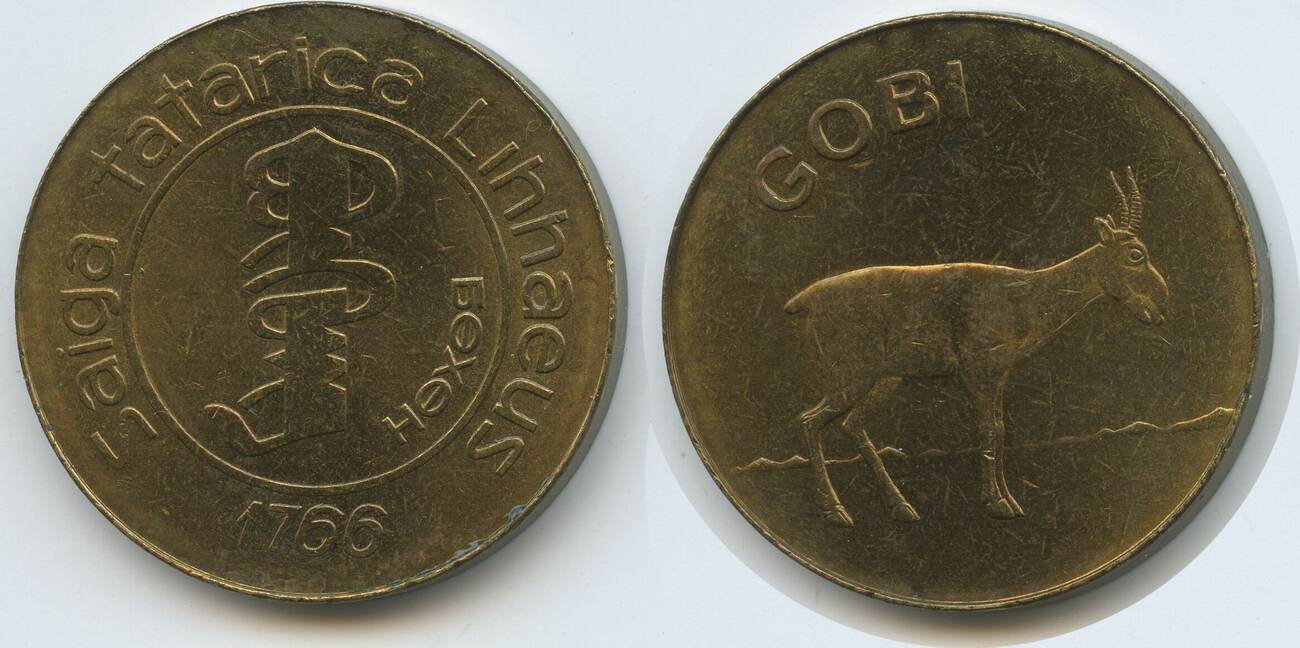 Saiga tatarica Linnaeus
Бөхөн
1766
GOBI